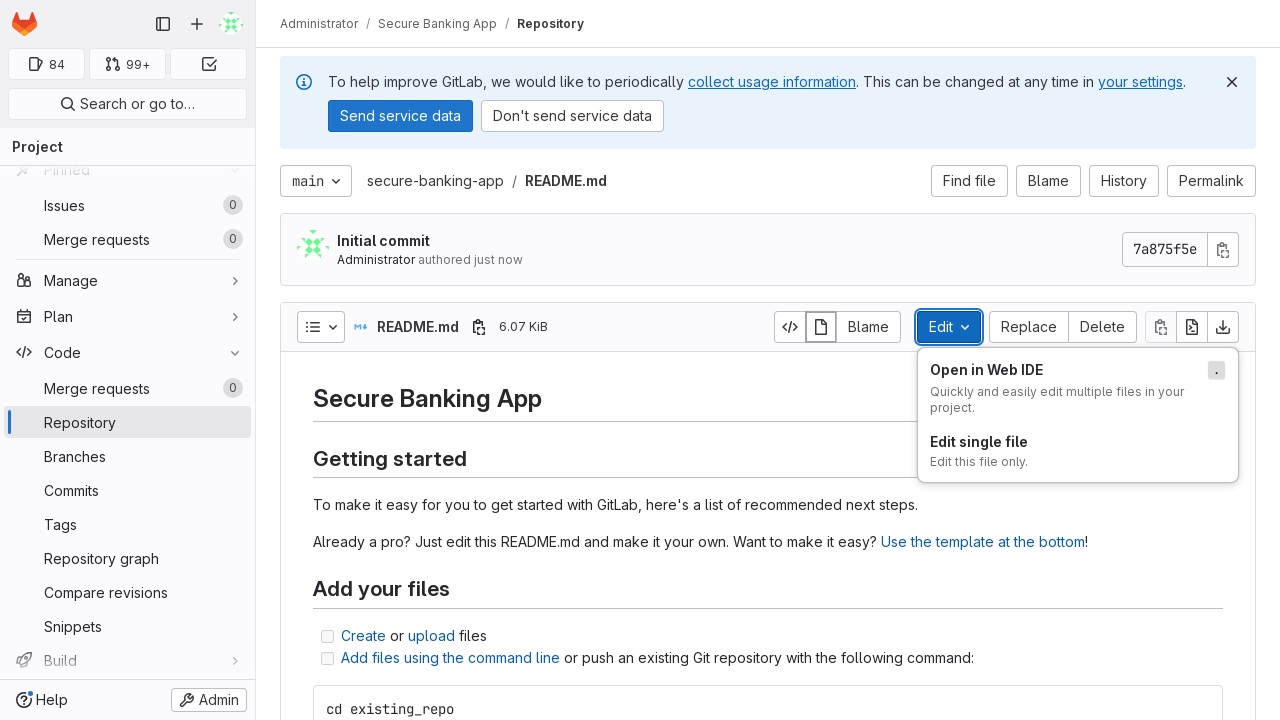 84
99+
Search or go to…
Project
Pinned
Issues 0
Merge requests 0
Manage
Plan
Code
Merge requests 0
Repository
Branches
Commits
Tags
Repository graph
Compare revisions
Snippets
Build
Help
Admin
Administrator / Secure Banking App / Repository
To help improve GitLab, we would like to periodically collect usage information. This can be changed at any time in your settings.
Send service data
Don't send service data
main
secure-banking-app / README.md
Find file
Blame
History
Permalink
Initial commit
Administrator authored just now
7a875f5e
README.md
6.07 KiB
Blame
Edit
Replace
Delete
Open in Web IDE .
Quickly and easily edit multiple files in your
project.
Edit single file
Edit this file only.
Secure Banking App
Getting started
To make it easy for you to get started with GitLab, here's a list of recommended next steps.
Already a pro? Just edit this README.md and make it your own. Want to make it easy? Use the template at the bottom!
Add your files
Create or upload files
Add files using the command line or push an existing Git repository with the following command:
cd existing_repo